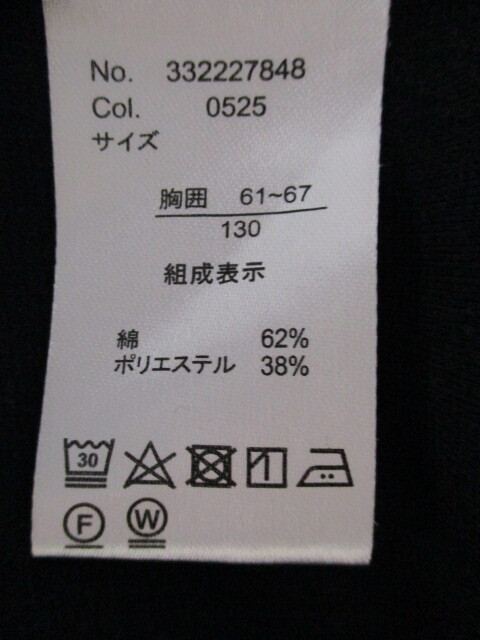 No. 332227848
Col. 0525
サイズ
胸囲 61~67
130
組成表示
綿 62%
ポリエステル 38%
30
F W